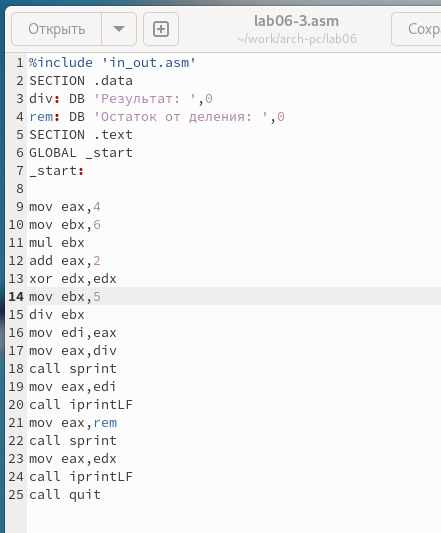 Открыть
lab06-3.asm
~/work/arch-pc/lab06
Сохра
1 %include 'in_out.asm'
2 SECTION .data
3 div: DB 'Результат: ',0
4 rem: DB 'Остаток от деления: ',0
5 SECTION .text
6 GLOBAL _start
7 _start:
8
9 mov eax,4
10 mov ebx,6
11 mul ebx
12 add eax,2
13 xor edx,edx
14 mov ebx,5
15 div ebx
16 mov edi,eax
17 mov eax,div
18 call sprint
19 mov eax,edi
20 call iprintLF
21 mov eax,rem
22 call sprint
23 mov eax,edx
24 call iprintLF
25 call quit